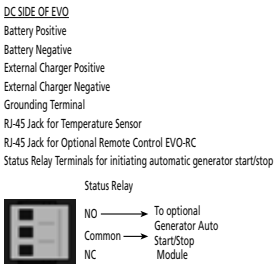 DC SIDE OF EVO
Battery Positive
Battery Negative
External Charger Positive
External Charger Negative
Grounding Terminal
RJ-45 Jack for Temperature Sensor
RJ-45 Jack for Optional Remote Control EVO-RC
Status Relay Terminals for initiating automatic generator start/stop
Status Relay
NO
Common
NC
To optional
Generator Auto
Start/Stop
Module